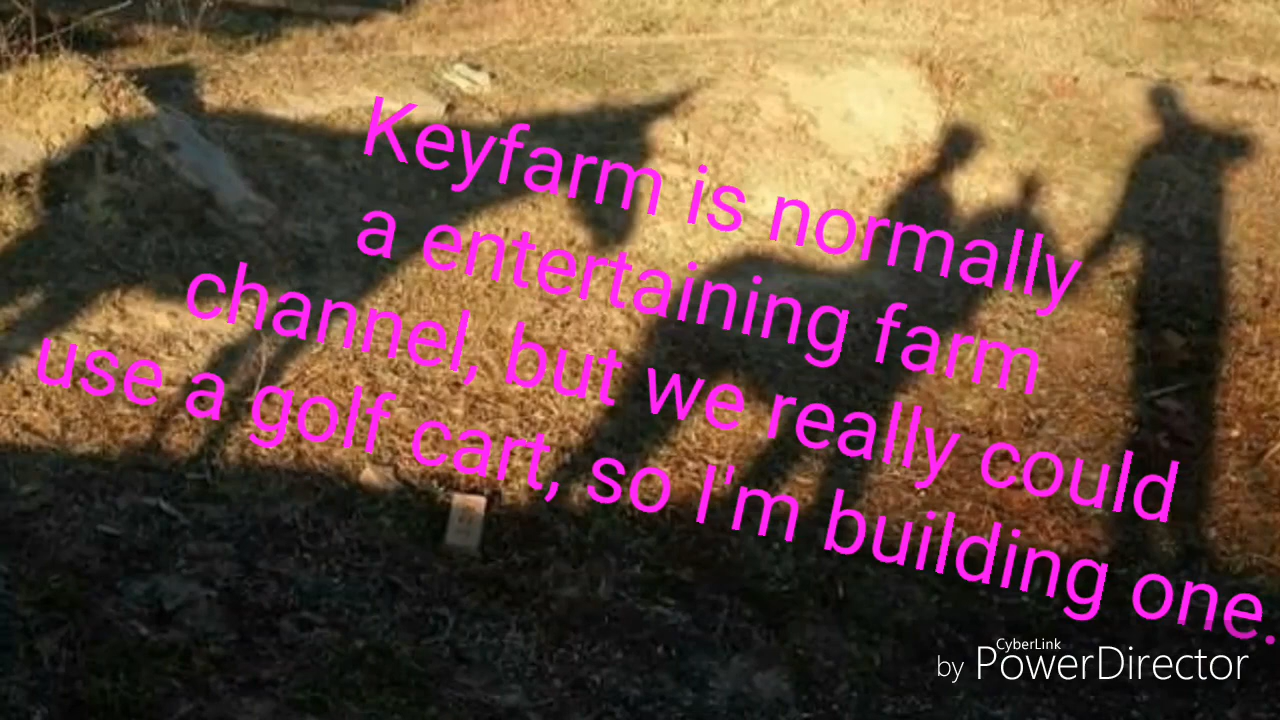 Keyfarm is normally
a entertaining farm
channel, but we really could
use a golf cart, so I'm building one.
by CyberLink PowerDirector